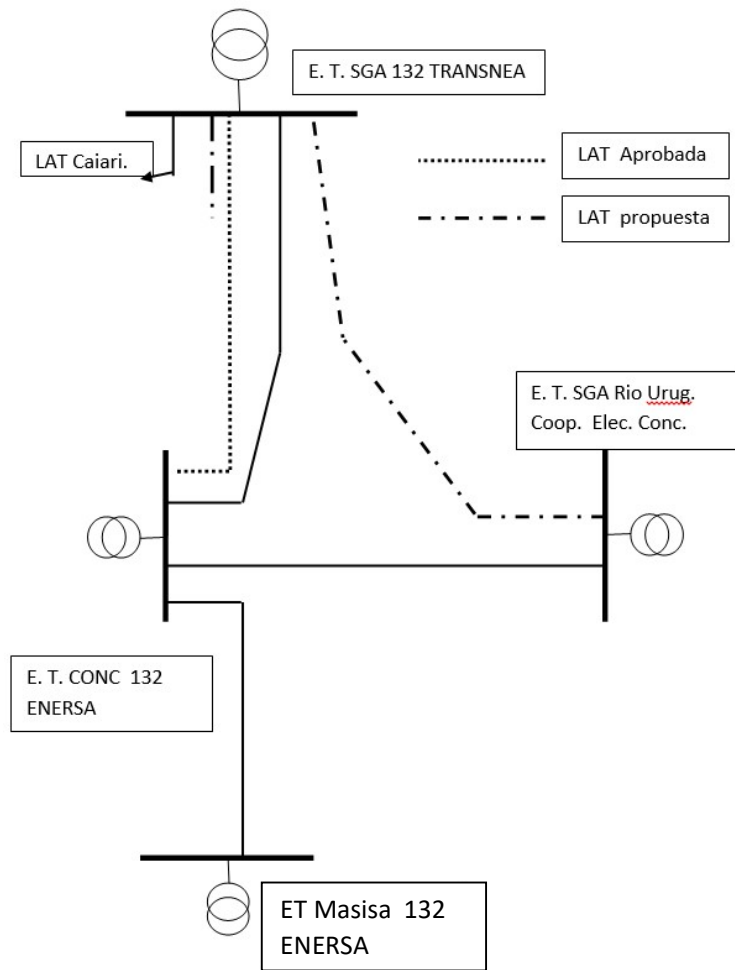 E. T. SGA 132 TRANSNEA
LAT Caiari.
LAT Aprobada
LAT propuesta
E. T. SGA Rio Urug.
Coop. Elec. Conc.
E. T. CONC 132
ENERSA
ET Masisa 132
ENERSA